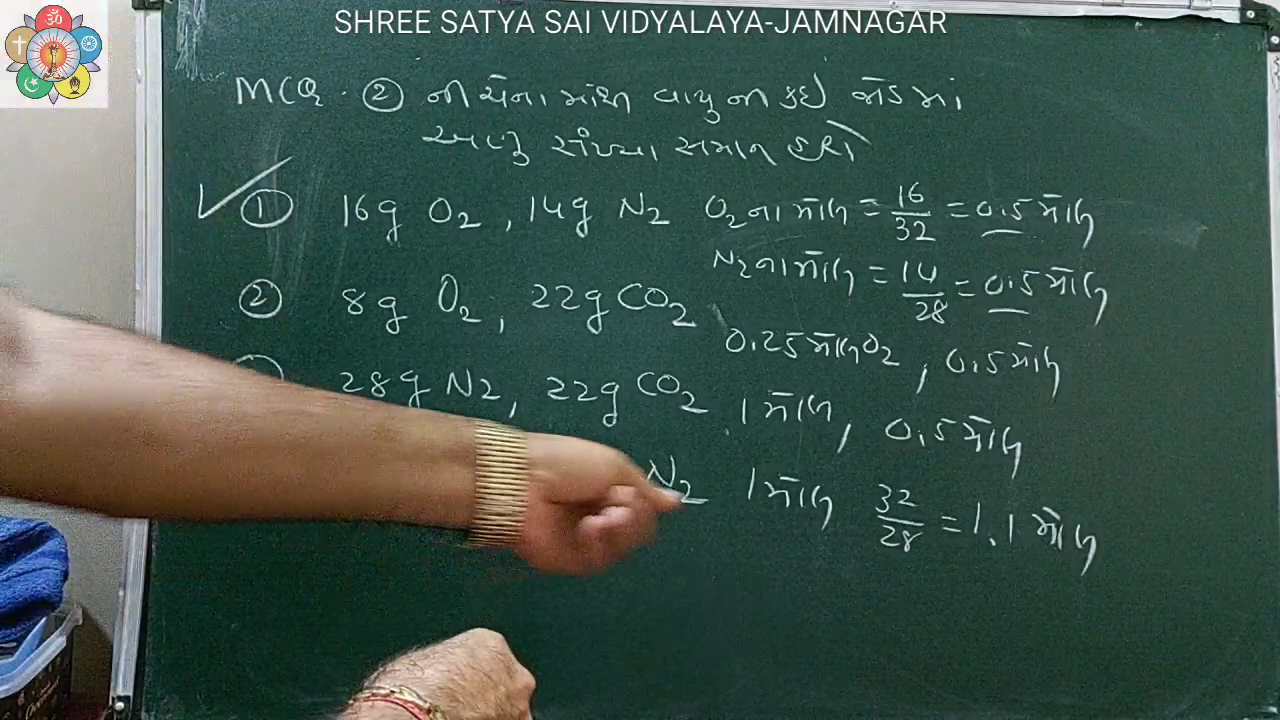 SHREE SATYA SAI VIDYALAYA-JAMNAGAR
MCQ. ② નીચેના માંથી વાયુ ની કઈ જોડ માં
અણુ સંખ્યા સમાન હશે
① 16g O₂ , 14g N₂ O₂ના મોલ = 16/32 = 0.5 મોલ
N₂ના મોલ = 14/28 = 0.5 મોલ
② 8g O₂ , 22g CO₂
0.25 મોલ O₂ , 0.5 મોલ
28g N₂ , 22g CO₂ 1 મોલ , 0.5 મોલ
N₂ 1 મોલ 32/28 = 1.1 મોલ